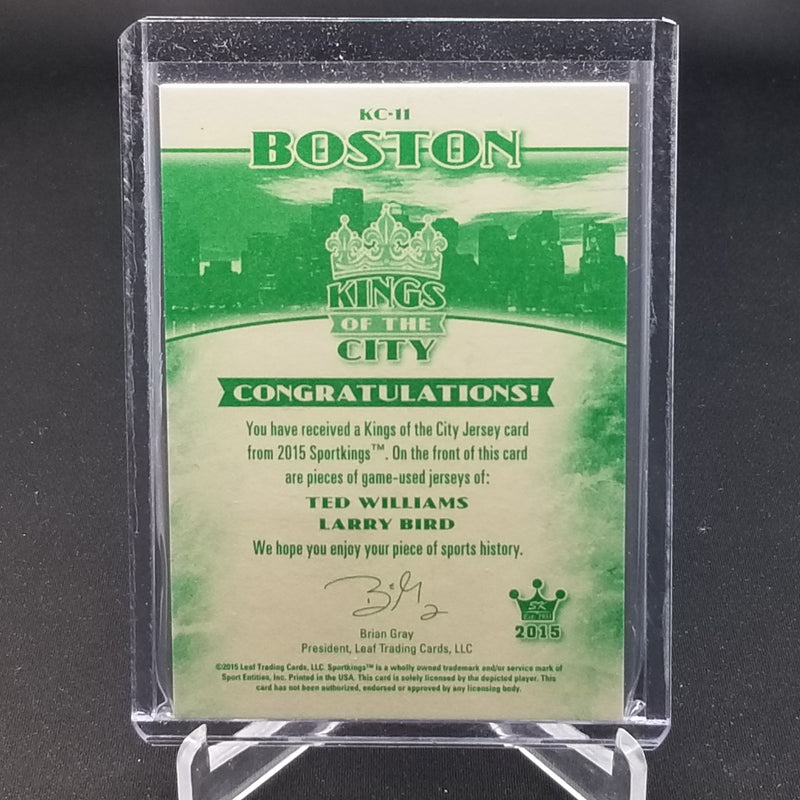 KC-11
BOSTON
KINGS
OF THE
CITY
CONGRATULATIONS!
You have received a Kings of the City Jersey card
from 2015 Sportkings™. On the front of this card
are pieces of game-used jerseys of:
TED WILLIAMS
LARRY BIRD
We hope you enjoy your piece of sports history.
SK
Est. 1933
2015
Brian Gray
President, Leaf Trading Cards, LLC
©2015 Leaf Trading Cards, LLC. Sportkings™ is a wholly owned trademark and/or service mark of
Sport Entities, Inc. Printed in the USA. This card is solely licensed by the depicted player. This
card has not been authorized, endorsed or approved by any licensing body.